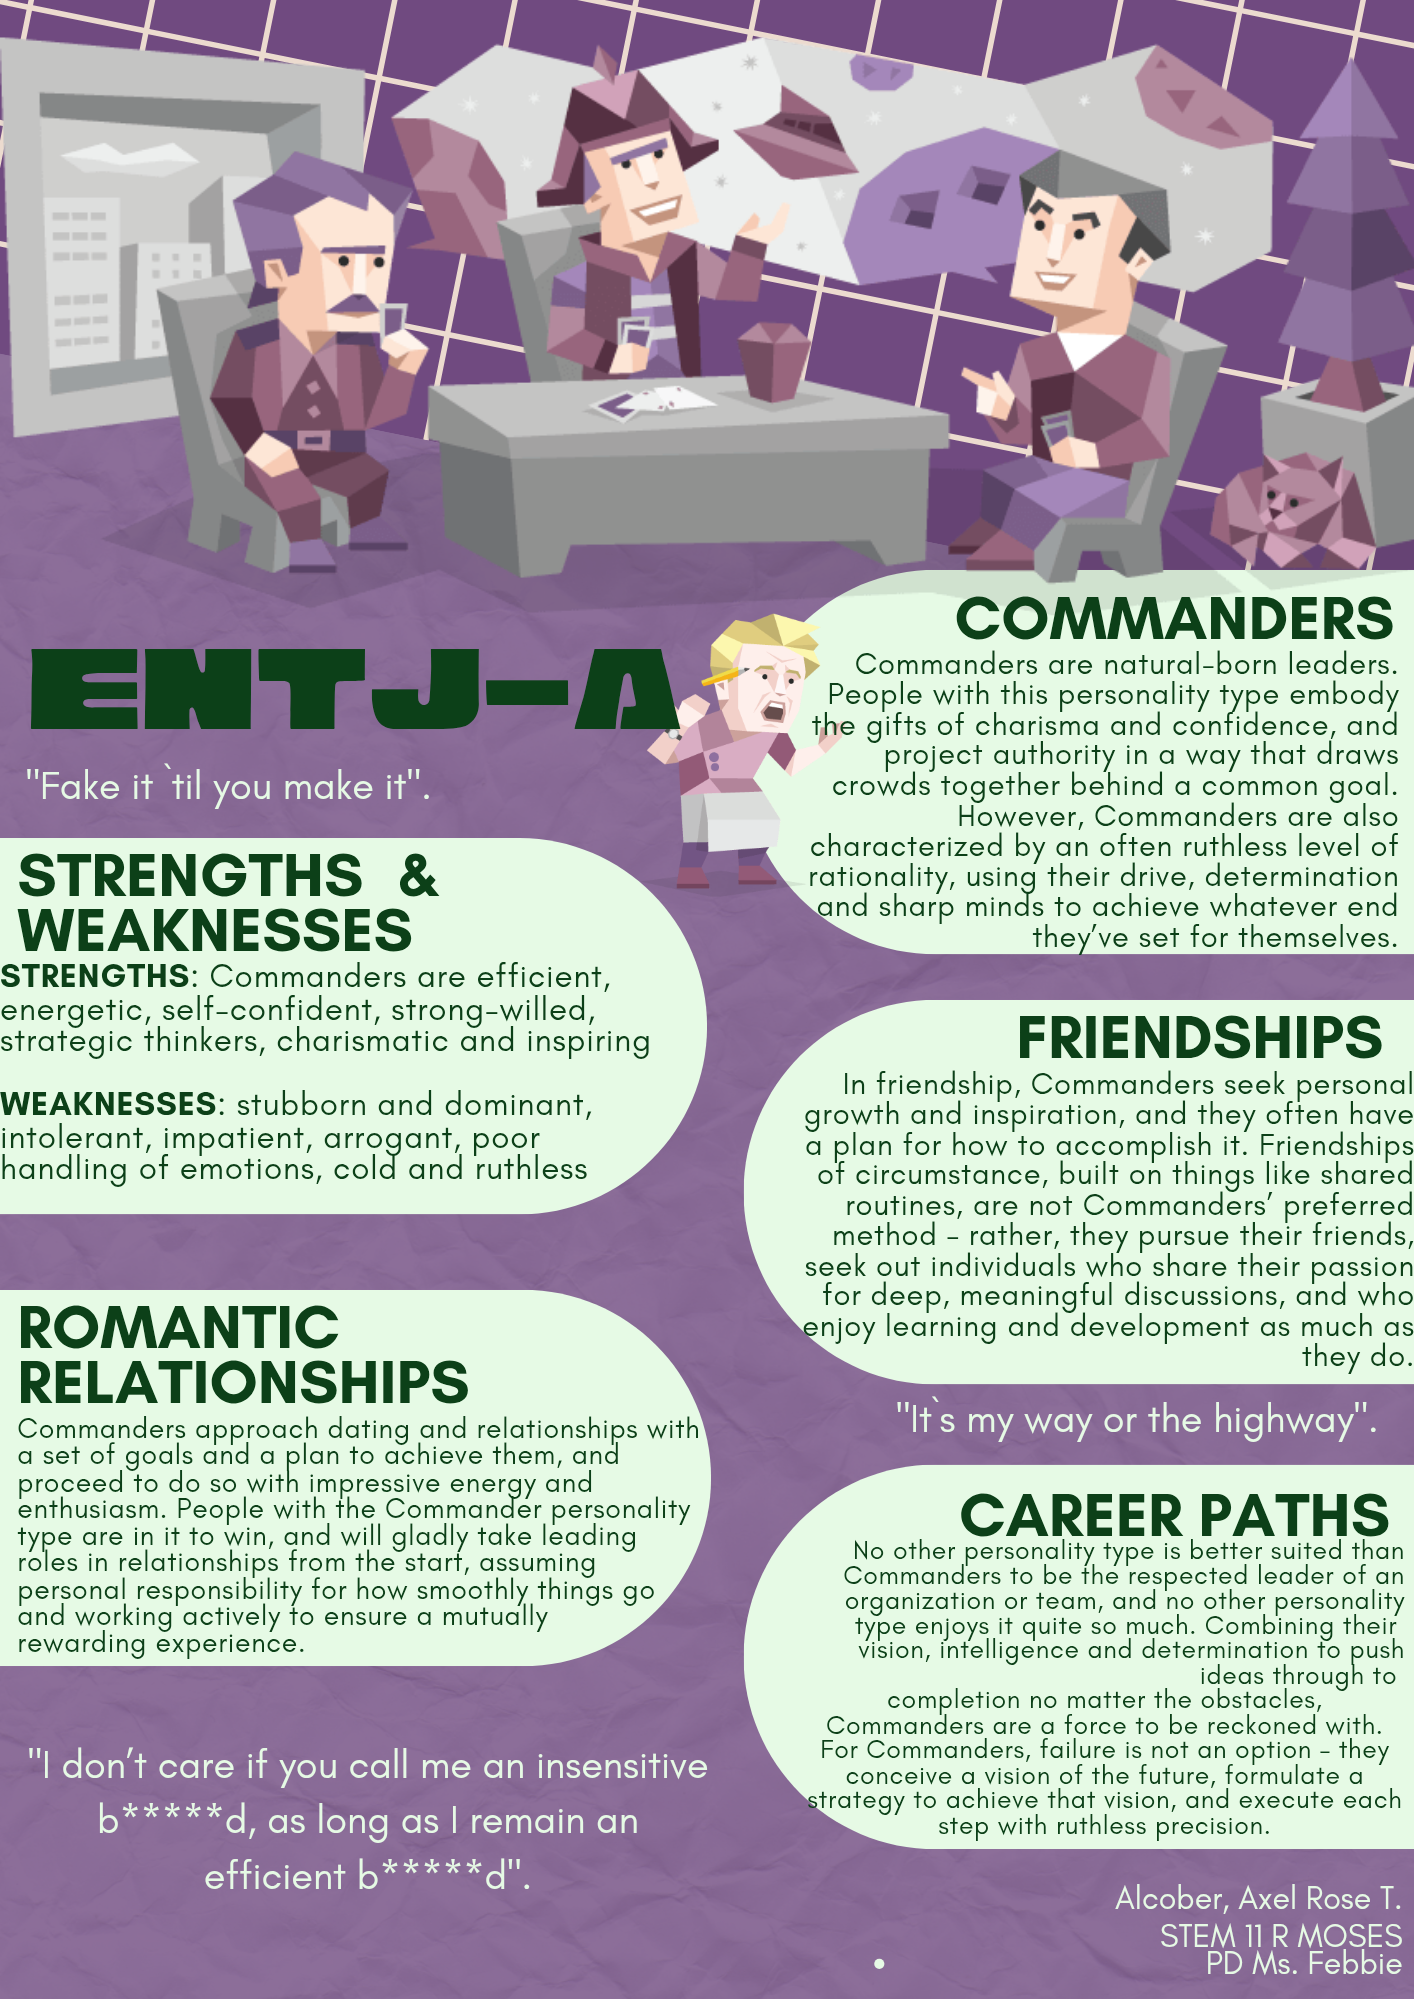 ENTJ-A
"Fake it `til you make it".
COMMANDERS
Commanders are natural-born leaders.
People with this personality type embody
the gifts of charisma and confidence, and
project authority in a way that draws
crowds together behind a common goal.
However, Commanders are also
characterized by an often ruthless level of
rationality, using their drive, determination
and sharp minds to achieve whatever end
they’ve set for themselves.
STRENGTHS &
WEAKNESSES
STRENGTHS: Commanders are efficient,
energetic, self-confident, strong-willed,
strategic thinkers, charismatic and inspiring
WEAKNESSES: stubborn and dominant,
intolerant, impatient, arrogant, poor
handling of emotions, cold and ruthless
FRIENDSHIPS
In friendship, Commanders seek personal
growth and inspiration, and they often have
a plan for how to accomplish it. Friendships
of circumstance, built on things like shared
routines, are not Commanders’ preferred
method – rather, they pursue their friends,
seek out individuals who share their passion
for deep, meaningful discussions, and who
enjoy learning and development as much as
they do.
ROMANTIC
RELATIONSHIPS
Commanders approach dating and relationships with
a set of goals and a plan to achieve them, and
proceed to do so with impressive energy and
enthusiasm. People with the Commander personality
type are in it to win, and will gladly take leading
roles in relationships from the start, assuming
personal responsibility for how smoothly things go
and working actively to ensure a mutually
rewarding experience.
"It`s my way or the highway".
CAREER PATHS
No other personality type is better suited than
Commanders to be the respected leader of an
organization or team, and no other personality
type enjoys it quite so much. Combining their
vision, intelligence and determination to push
ideas through to
completion no matter the obstacles,
Commanders are a force to be reckoned with.
For Commanders, failure is not an option – they
conceive a vision of the future, formulate a
strategy to achieve that vision, and execute each
step with ruthless precision.
"I don’t care if you call me an insensitive
b*****d, as long as I remain an
efficient b*****d".
Alcober, Axel Rose T.
STEM 11 R MOSES
PD Ms. Febbie